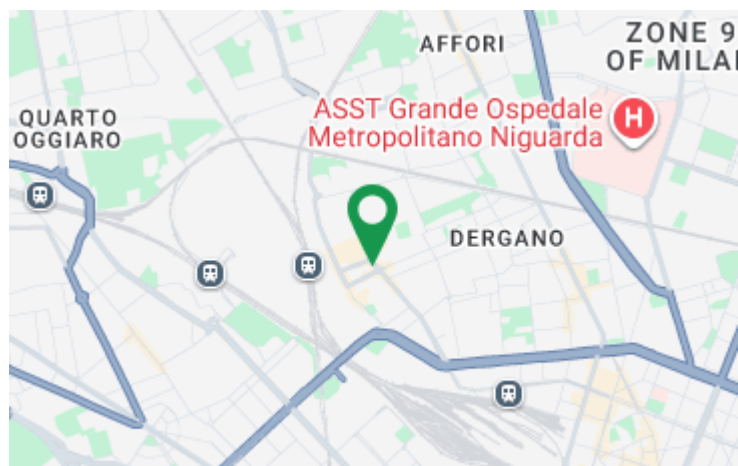 ZONE 9
OF MILA
AFFORI
ASST Grande Ospedale
Metropolitano Niguarda
H
QUARTO
OGGIARO
DERGANO